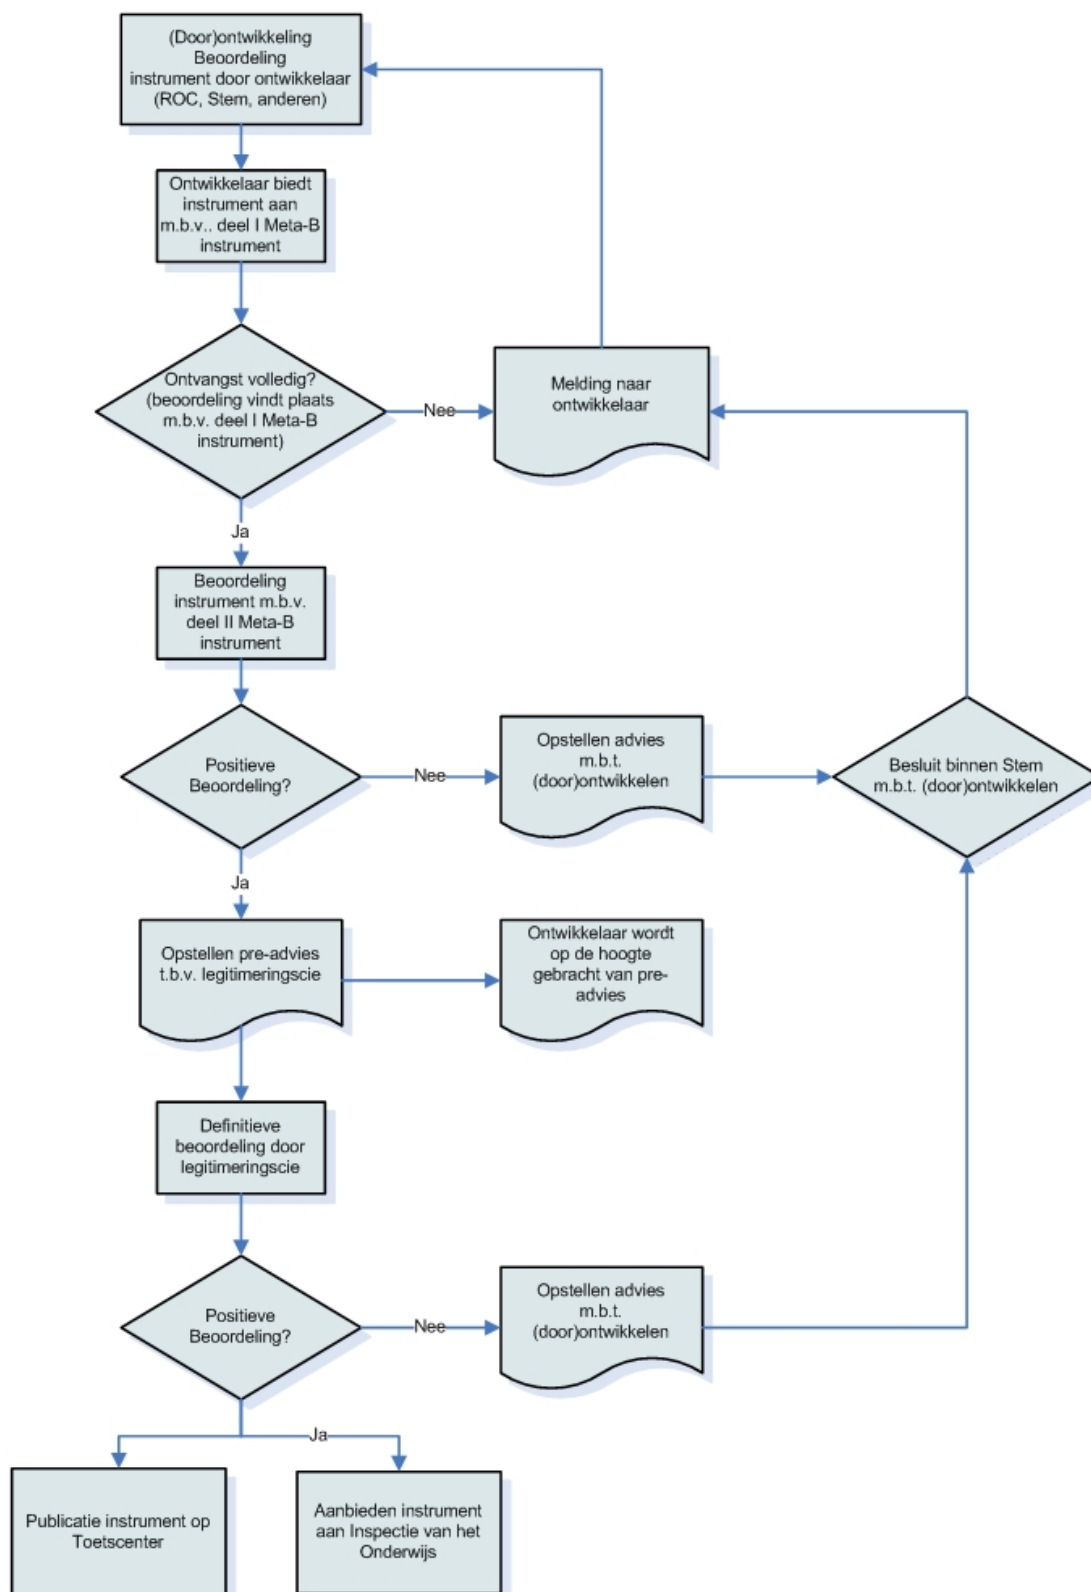 (Door)ontwikkeling
Beoordeling
instrument door ontwikkelaar
(ROC, Stem, anderen)
Ontwikkelaar biedt
instrument aan
m.b.v.. deel I Meta-B
instrument
Ontvangst volledig?
(beoordeling vindt plaats
m.b.v. deel I Meta-B
instrument)
Nee
Melding naar
ontwikkelaar
Ja
Beoordeling
instrument m.b.v.
deel II Meta-B
instrument
Positieve
Beoordeling?
Nee
Opstellen advies
m.b.t.
(door)ontwikkelen
Besluit binnen Stem
m.b.t. (door)ontwikkelen
Ja
Opstellen pre-advies
t.b.v. legitimeringscie
Ontwikkelaar wordt
op de hoogte
gebracht van pre-
advies
Definitieve
beoordeling door
legitimeringscie
Positieve
Beoordeling?
Nee
Opstellen advies
m.b.t.
(door)ontwikkelen
Ja
Publicatie instrument op
Toetscenter
Aanbieden instrument
aan Inspectie van het
Onderwijs